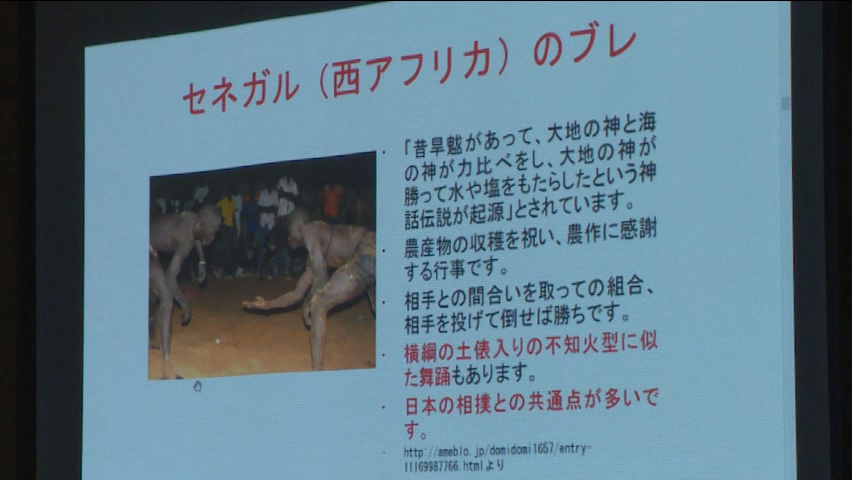 セネガル（西アフリカ）のブレ
・「昔旱魃があって、大地の神と海
の神が力比べをし、大地の神が
勝って水や塩をもたらしたという神
話伝説が起源」とされています。
・農産物の収穫を祝い、農作に感謝
する行事です。
・相手との間合いを取っての組合、
相手を投げて倒せば勝ちです。
・横綱の土俵入りの不知火型に似
た舞踊もあります。
・日本の相撲との共通点が多いで
す。
・http://ameblo.jp/domidomi1657/entry-
11169987766.htmlより